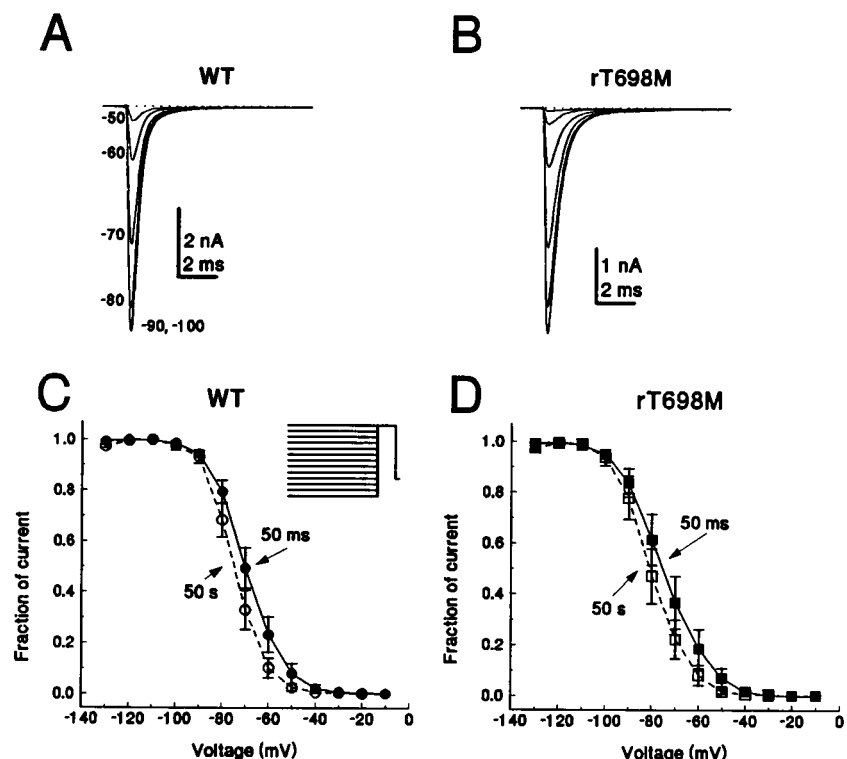 A
WT
-50
-60
-70
-80
-90, -100
2 nA
2 ms
B
rT698M
1 nA
2 ms
C
WT
Fraction of current
1.0
0.8
0.6
0.4
0.2
0.0
50 ms
50 s
-140 -120 -100 -80 -60 -40 -20 0
Voltage (mV)
D
rT698M
Fraction of current
1.0
0.8
0.6
0.4
0.2
0.0
50 ms
50 s
-140 -120 -100 -80 -60 -40 -20 0
Voltage (mV)